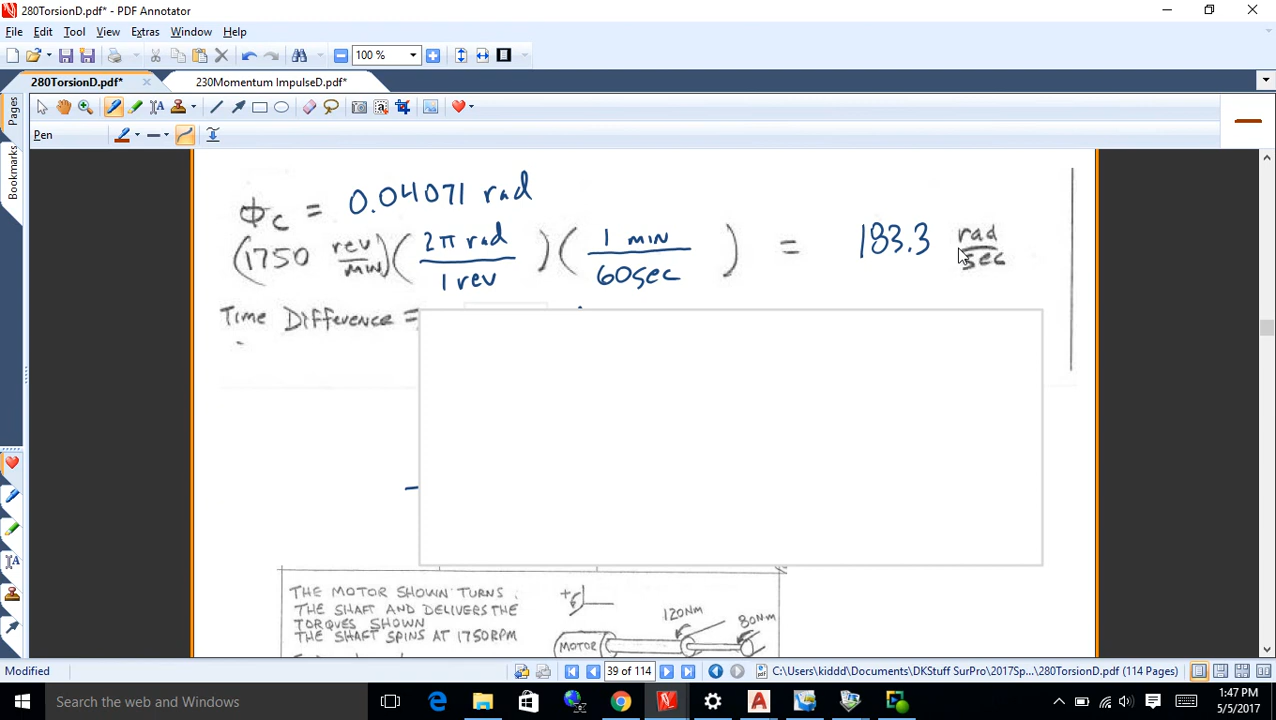 280TorsionD.pdf* - PDF Annotator
File Edit Tool View Extras Window Help
100 %
280TorsionD.pdf* 230Momentum ImpulseD.pdf*
Pen
Pages
Bookmarks
ΦC = 0.04071 rad
(1750 rev/MIN)(2π rad/1 rev)(1 MIN/60sec) = 183.3 rad/sec
Time Difference =
THE MOTOR SHOWN TURNS
THE SHAFT AND DELIVERS THE
TORQUES SHOWN
THE SHAFT SPINS AT 1750RPM
+
120NM
80N-M
MOTOR
Modified
39 of 114
C:\Users\kiddd\Documents\DKStuff SurPro\2017Sp...\280TorsionD.pdf (114 Pages)
Search the web and Windows
1:47 PM
5/5/2017